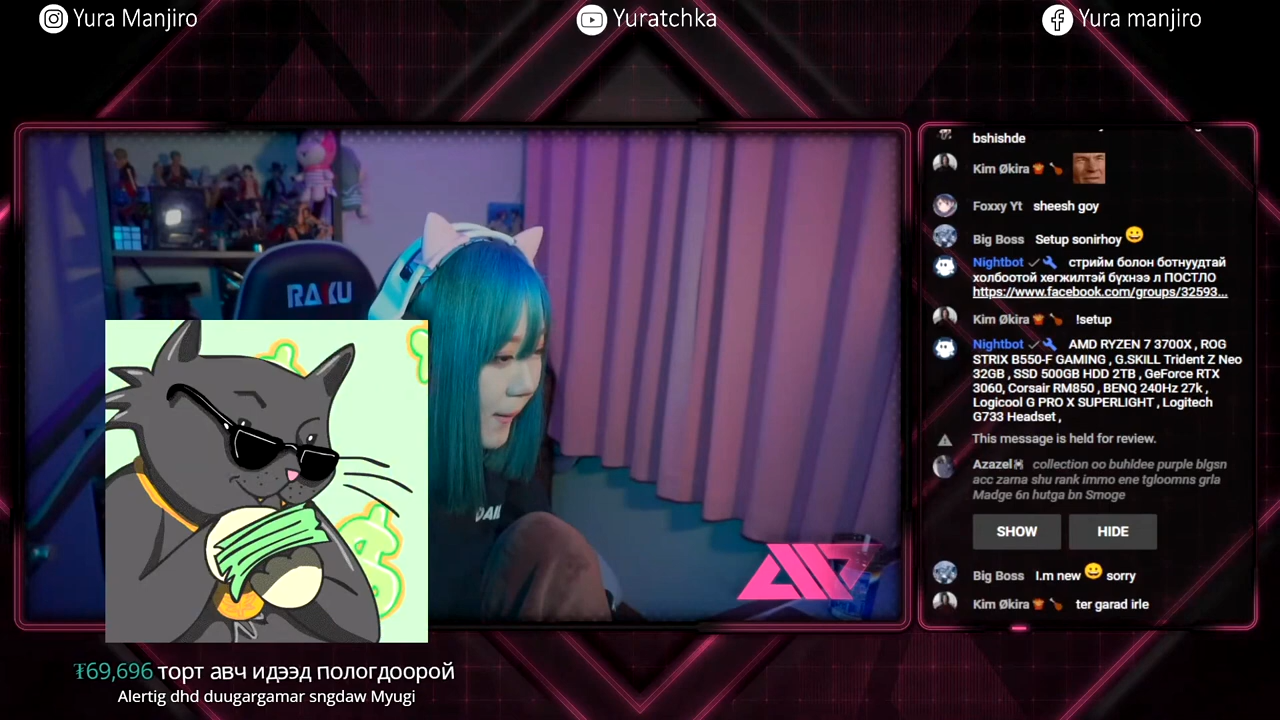 Yura Manjiro
Yuratchka
Yura manjiro
RAKU
DAII
bshishde
Kim Økira
Foxxy Yt sheesh goy
Big Boss Setup sonirhoy 😀
Nightbot стрийм болон ботнуудтай
холбоотой хөгжилтэй бүхнээ л ПОСТЛО
https://www.facebook.com/groups/32593...
Kim Økira !setup
Nightbot AMD RYZEN 7 3700X , ROG
STRIX B550-F GAMING , G.SKILL Trident Z Neo
32GB , SSD 500GB HDD 2TB , GeForce RTX
3060, Corsair RM850 , BENQ 240Hz 27k ,
Logicool G PRO X SUPERLIGHT , Logitech
G733 Headset ,
This message is held for review.
Azazel collection oo buhldee purple blgsn
acc zarna shu rank immo ene tgloomns grla
Madge 6n hutga bn Smoge
SHOW HIDE
Big Boss I.m new 😀 sorry
Kim Økira ter garad irle
₮69,696 торт авч идээд пологдоорой
Alertig dhd duugargamar sngdaw Myugi